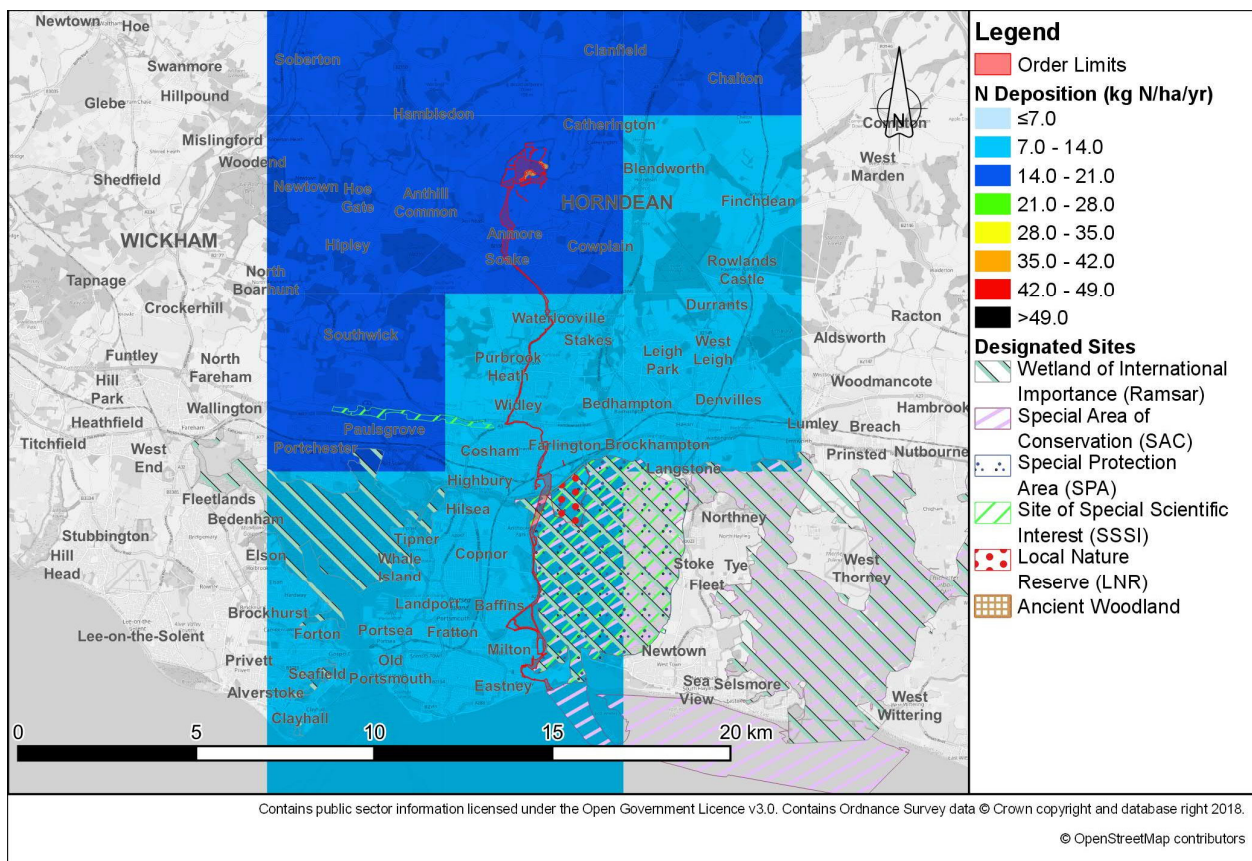 Newtown
Hoe
Clanfield
Soberton
Swanmore
Chalton
Hillpound
Glebe
Hambledon
Catherington
Compton
Mislingford
Woodend
West
Marden
Blendworth
Shedfield
Newtown
Hoe
Gate
Anthill
Common
HORNDEAN
Finchdean
WICKHAM
Anmore
Hipley
Cowplain
Soake
Rowlands
Castle
North
Boarhunt
Tapnage
Crockerhill
Durrants
Waterlooville
Racton
Southwick
Stakes
Aldsworth
West
Leigh
Leigh
Park
Funtley
North
Fareham
Purbrook
Heath
Hill
Park
Woodmancote
Wallington
Widley
Bedhampton
Denvilles
Hambrook
Heathfield
Paulsgrove
Lumley
Breach
Titchfield
West
End
Portchester
Cosham
Farlington
Brockhampton
Prinsted
Nutbourne
Langstone
Highbury
Fleetlands
Bedenham
Hilsea
Northney
Stubbington
Tipner
Elson
Whale
Island
Copnor
Hill
Head
Stoke
Tye
Fleet
West
Thorney
Brockhurst
Landport
Baffins
Lee-on-the-Solent
Forton
Portsea
Fratton
Milton
Newtown
Privett
Seafield
Old
Portsmouth
Eastney
Sea
View
Selsmore
Alverstoke
West
Wittering
Clayhall
0
5
10
15
20 km
N
Legend
Order Limits
N Deposition (kg N/ha/yr)
≤7.0
7.0 - 14.0
14.0 - 21.0
21.0 - 28.0
28.0 - 35.0
35.0 - 42.0
42.0 - 49.0
>49.0
Designated Sites
Wetland of International
Importance (Ramsar)
Special Area of
Conservation (SAC)
Special Protection
Area (SPA)
Site of Special Scientific
Interest (SSSI)
Local Nature
Reserve (LNR)
Ancient Woodland
Contains public sector information licensed under the Open Government Licence v3.0. Contains Ordnance Survey data © Crown copyright and database right 2018.
© OpenStreetMap contributors